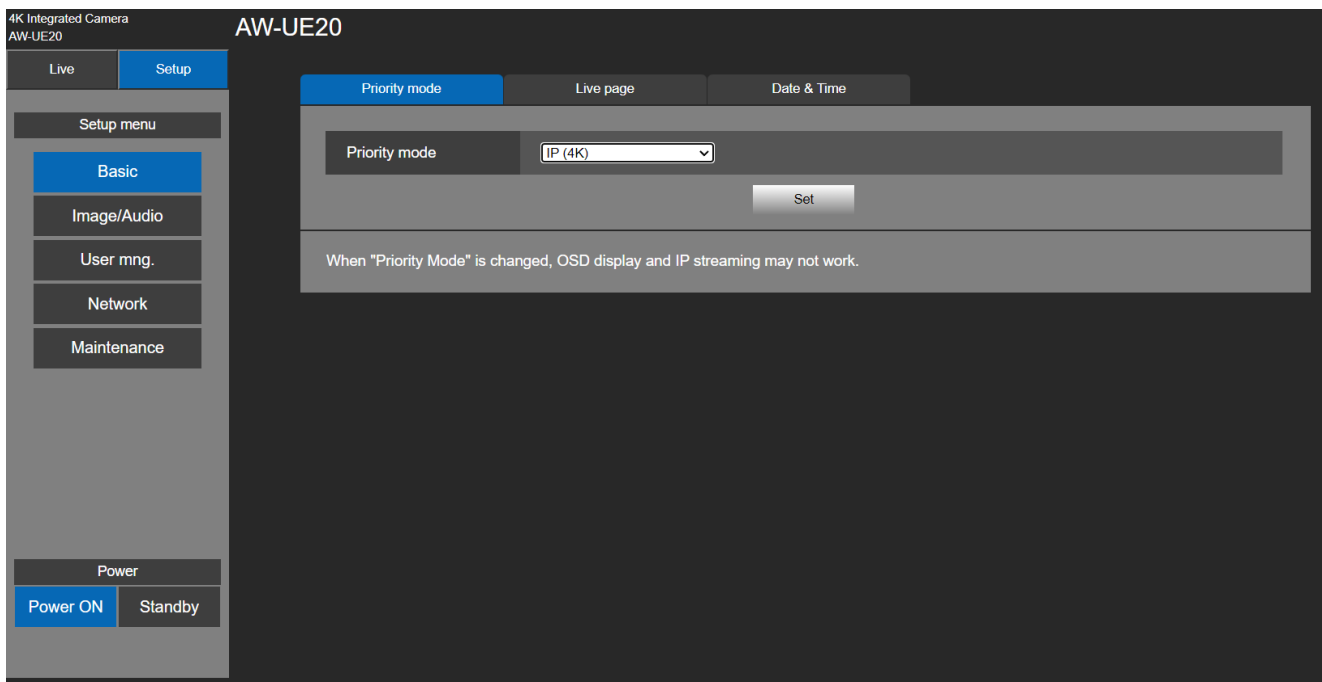 4K Integrated Camera
AW-UE20
AW-UE20
Live
Setup
Setup menu
Basic
Image/Audio
User mng.
Network
Maintenance
Power
Power ON
Standby
Priority mode
Live page
Date & Time
Priority mode
IP (4K)
Set
When "Priority Mode" is changed, OSD display and IP streaming may not work.